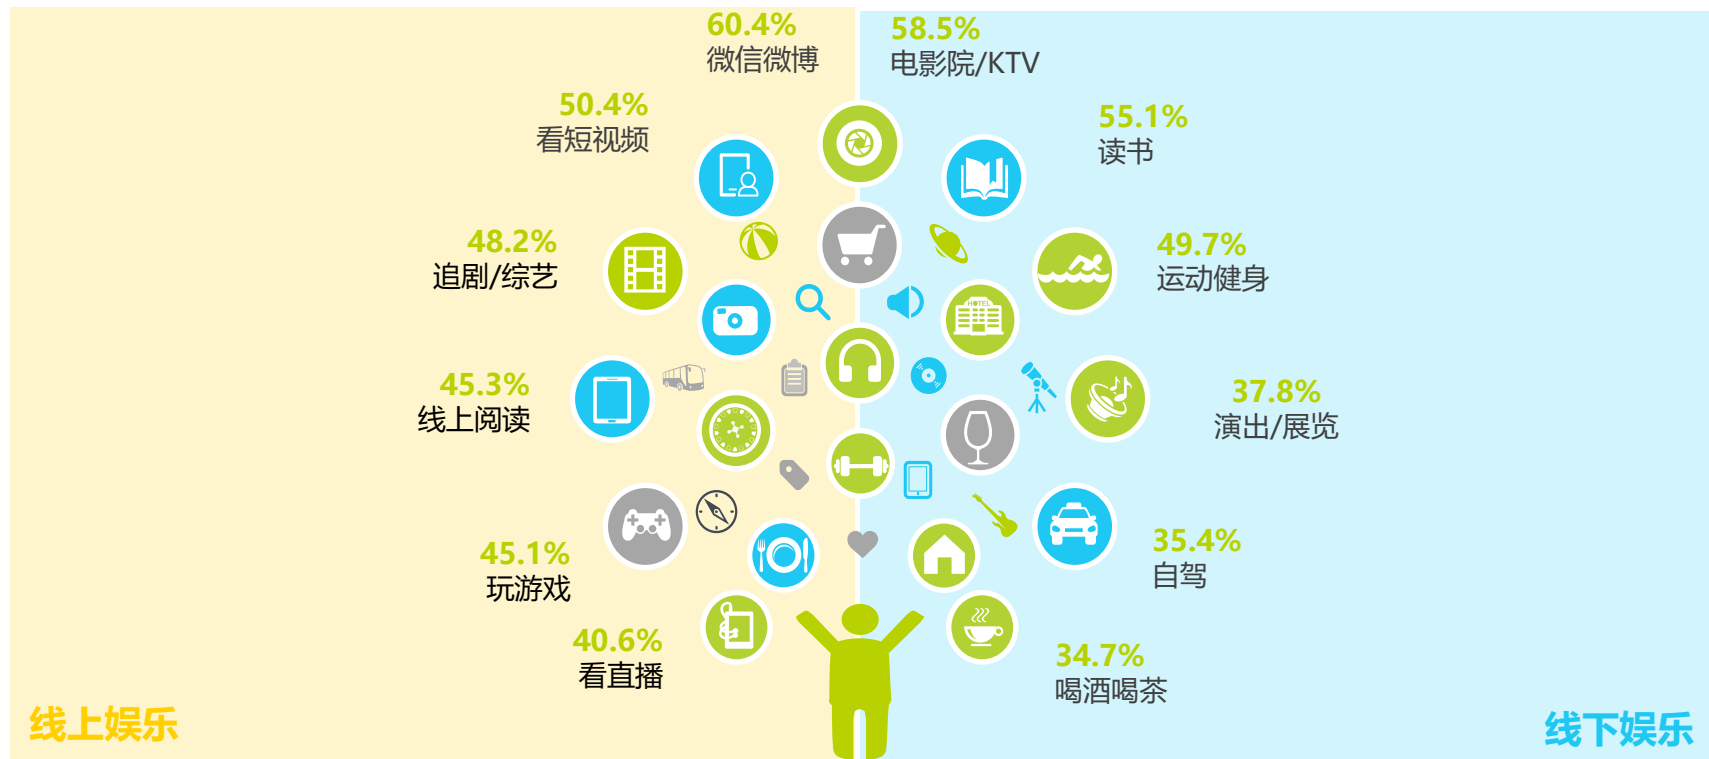 60.4%
微信微博
50.4%
看短视频
48.2%
追剧/综艺
45.3%
线上阅读
45.1%
玩游戏
40.6%
看直播
线上娱乐
58.5%
电影院/KTV
55.1%
读书
49.7%
运动健身
HOTEL
37.8%
演出/展览
35.4%
自驾
34.7%
喝酒喝茶
线下娱乐